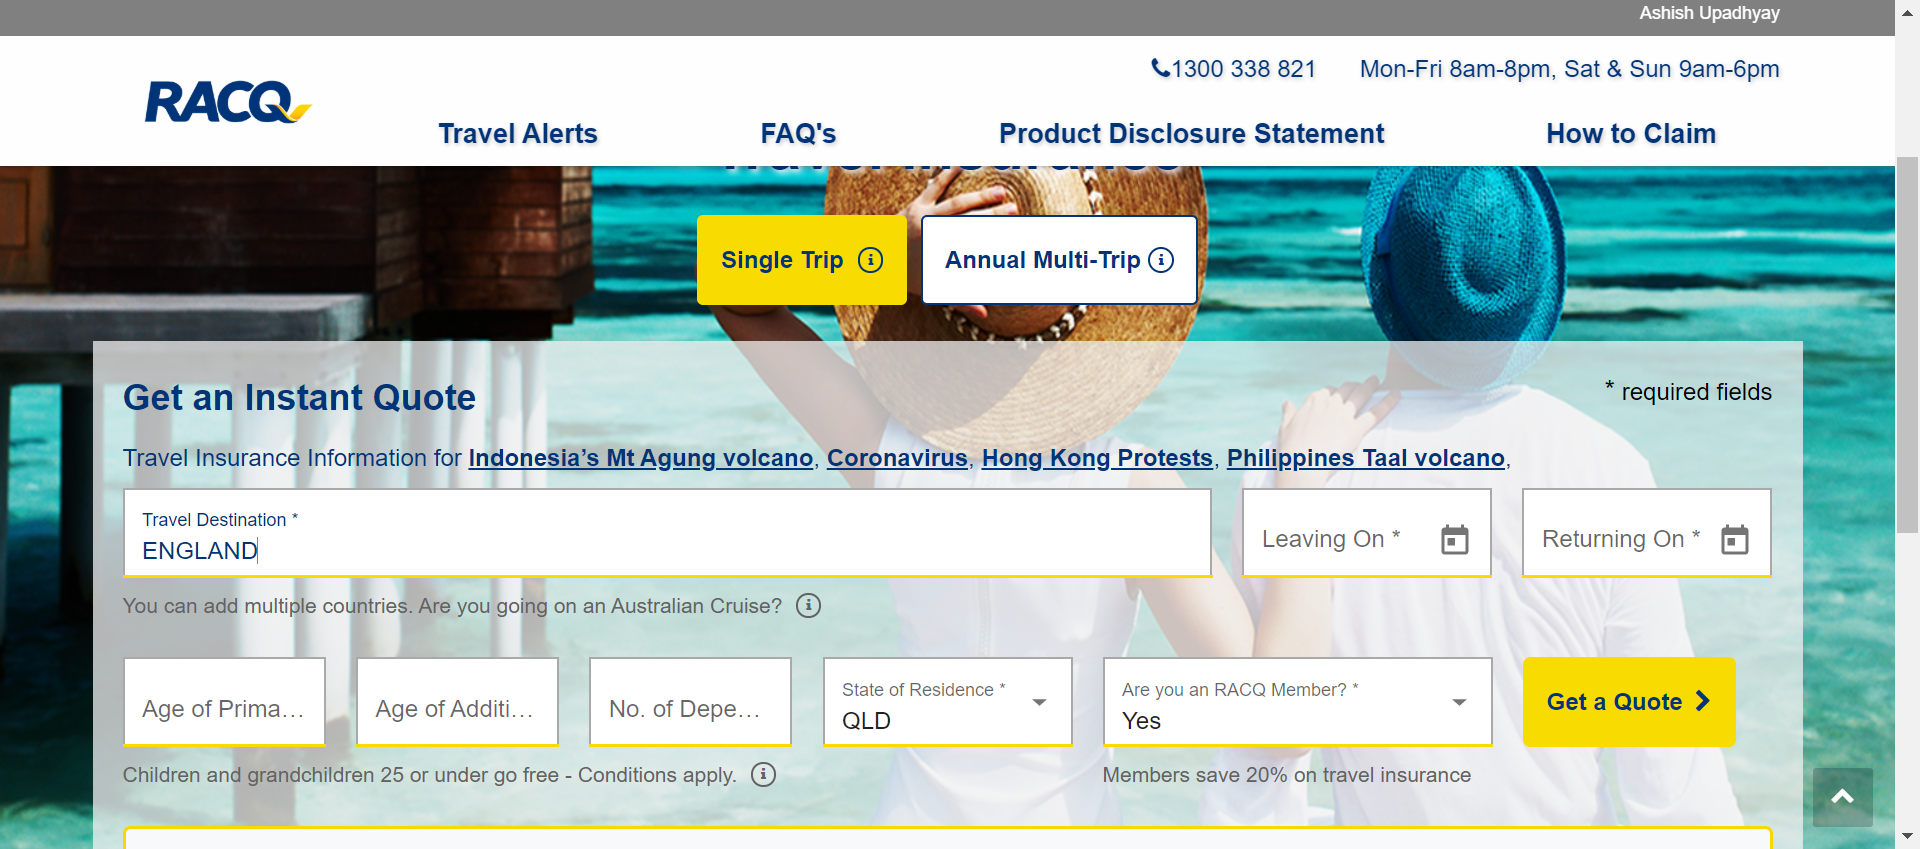 Ashish Upadhyay
1300 338 821 Mon-Fri 8am-8pm, Sat & Sun 9am-6pm
RACQ
Travel Alerts FAQ's Product Disclosure Statement How to Claim
Travel Insurance
Single Trip Annual Multi-Trip
Get an Instant Quote
* required fields
Travel Insurance Information for Indonesia’s Mt Agung volcano, Coronavirus, Hong Kong Protests, Philippines Taal volcano,
Travel Destination *
ENGLAND
Leaving On * Returning On *
You can add multiple countries. Are you going on an Australian Cruise?
Age of Prima... Age of Additi... No. of Depe...
State of Residence *
QLD
Are you an RACQ Member? *
Yes
Get a Quote
Children and grandchildren 25 or under go free - Conditions apply.
Members save 20% on travel insurance